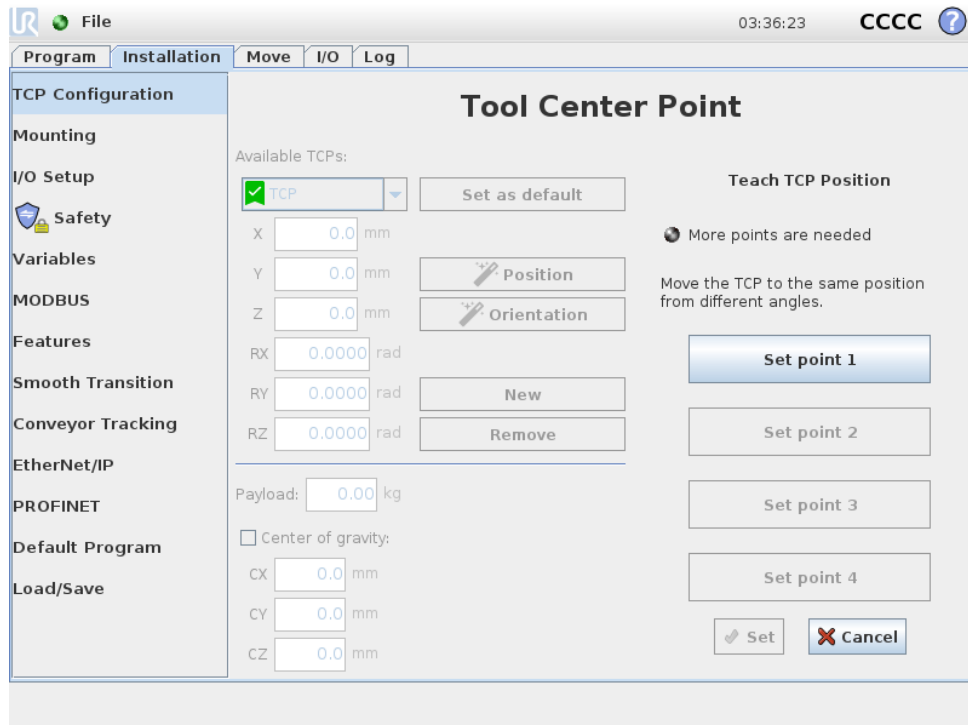 UR File 03:36:23 CCCC ?
Program Installation Move I/O Log
TCP Configuration
Mounting
I/O Setup
Safety
Variables
MODBUS
Features
Smooth Transition
Conveyor Tracking
EtherNet/IP
PROFINET
Default Program
Load/Save
Tool Center Point
Available TCPs:
TCP Set as default
X 0.0 mm
Y 0.0 mm Position
Z 0.0 mm Orientation
RX 0.0000 rad
RY 0.0000 rad New
RZ 0.0000 rad Remove
Payload: 0.00 kg
Center of gravity:
CX 0.0 mm
CY 0.0 mm
CZ 0.0 mm
Teach TCP Position
More points are needed
Move the TCP to the same position
from different angles.
Set point 1
Set point 2
Set point 3
Set point 4
Set Cancel